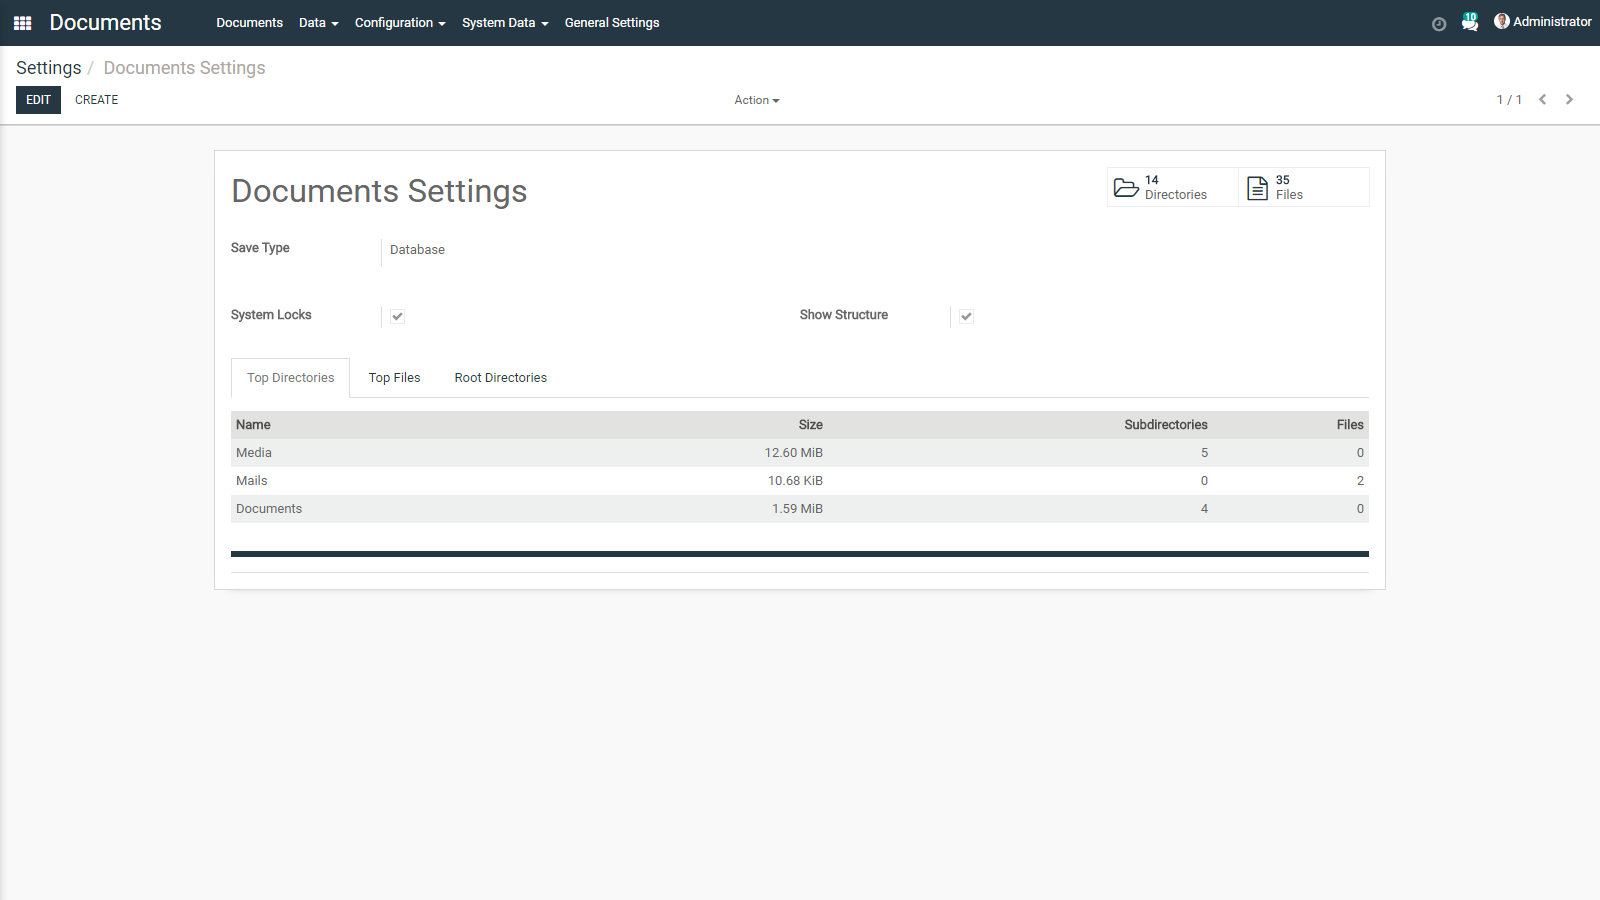 Documents Documents Data Configuration System Data General Settings 10 Administrator
Settings / Documents Settings
EDIT CREATE Action 1 / 1
Documents Settings
14
Directories
35
Files
Save Type Database
System Locks Show Structure
Top Directories Top Files Root Directories
Name Size Subdirectories Files
Media 12.60 MiB 5 0
Mails 10.68 KiB 0 2
Documents 1.59 MiB 4 0